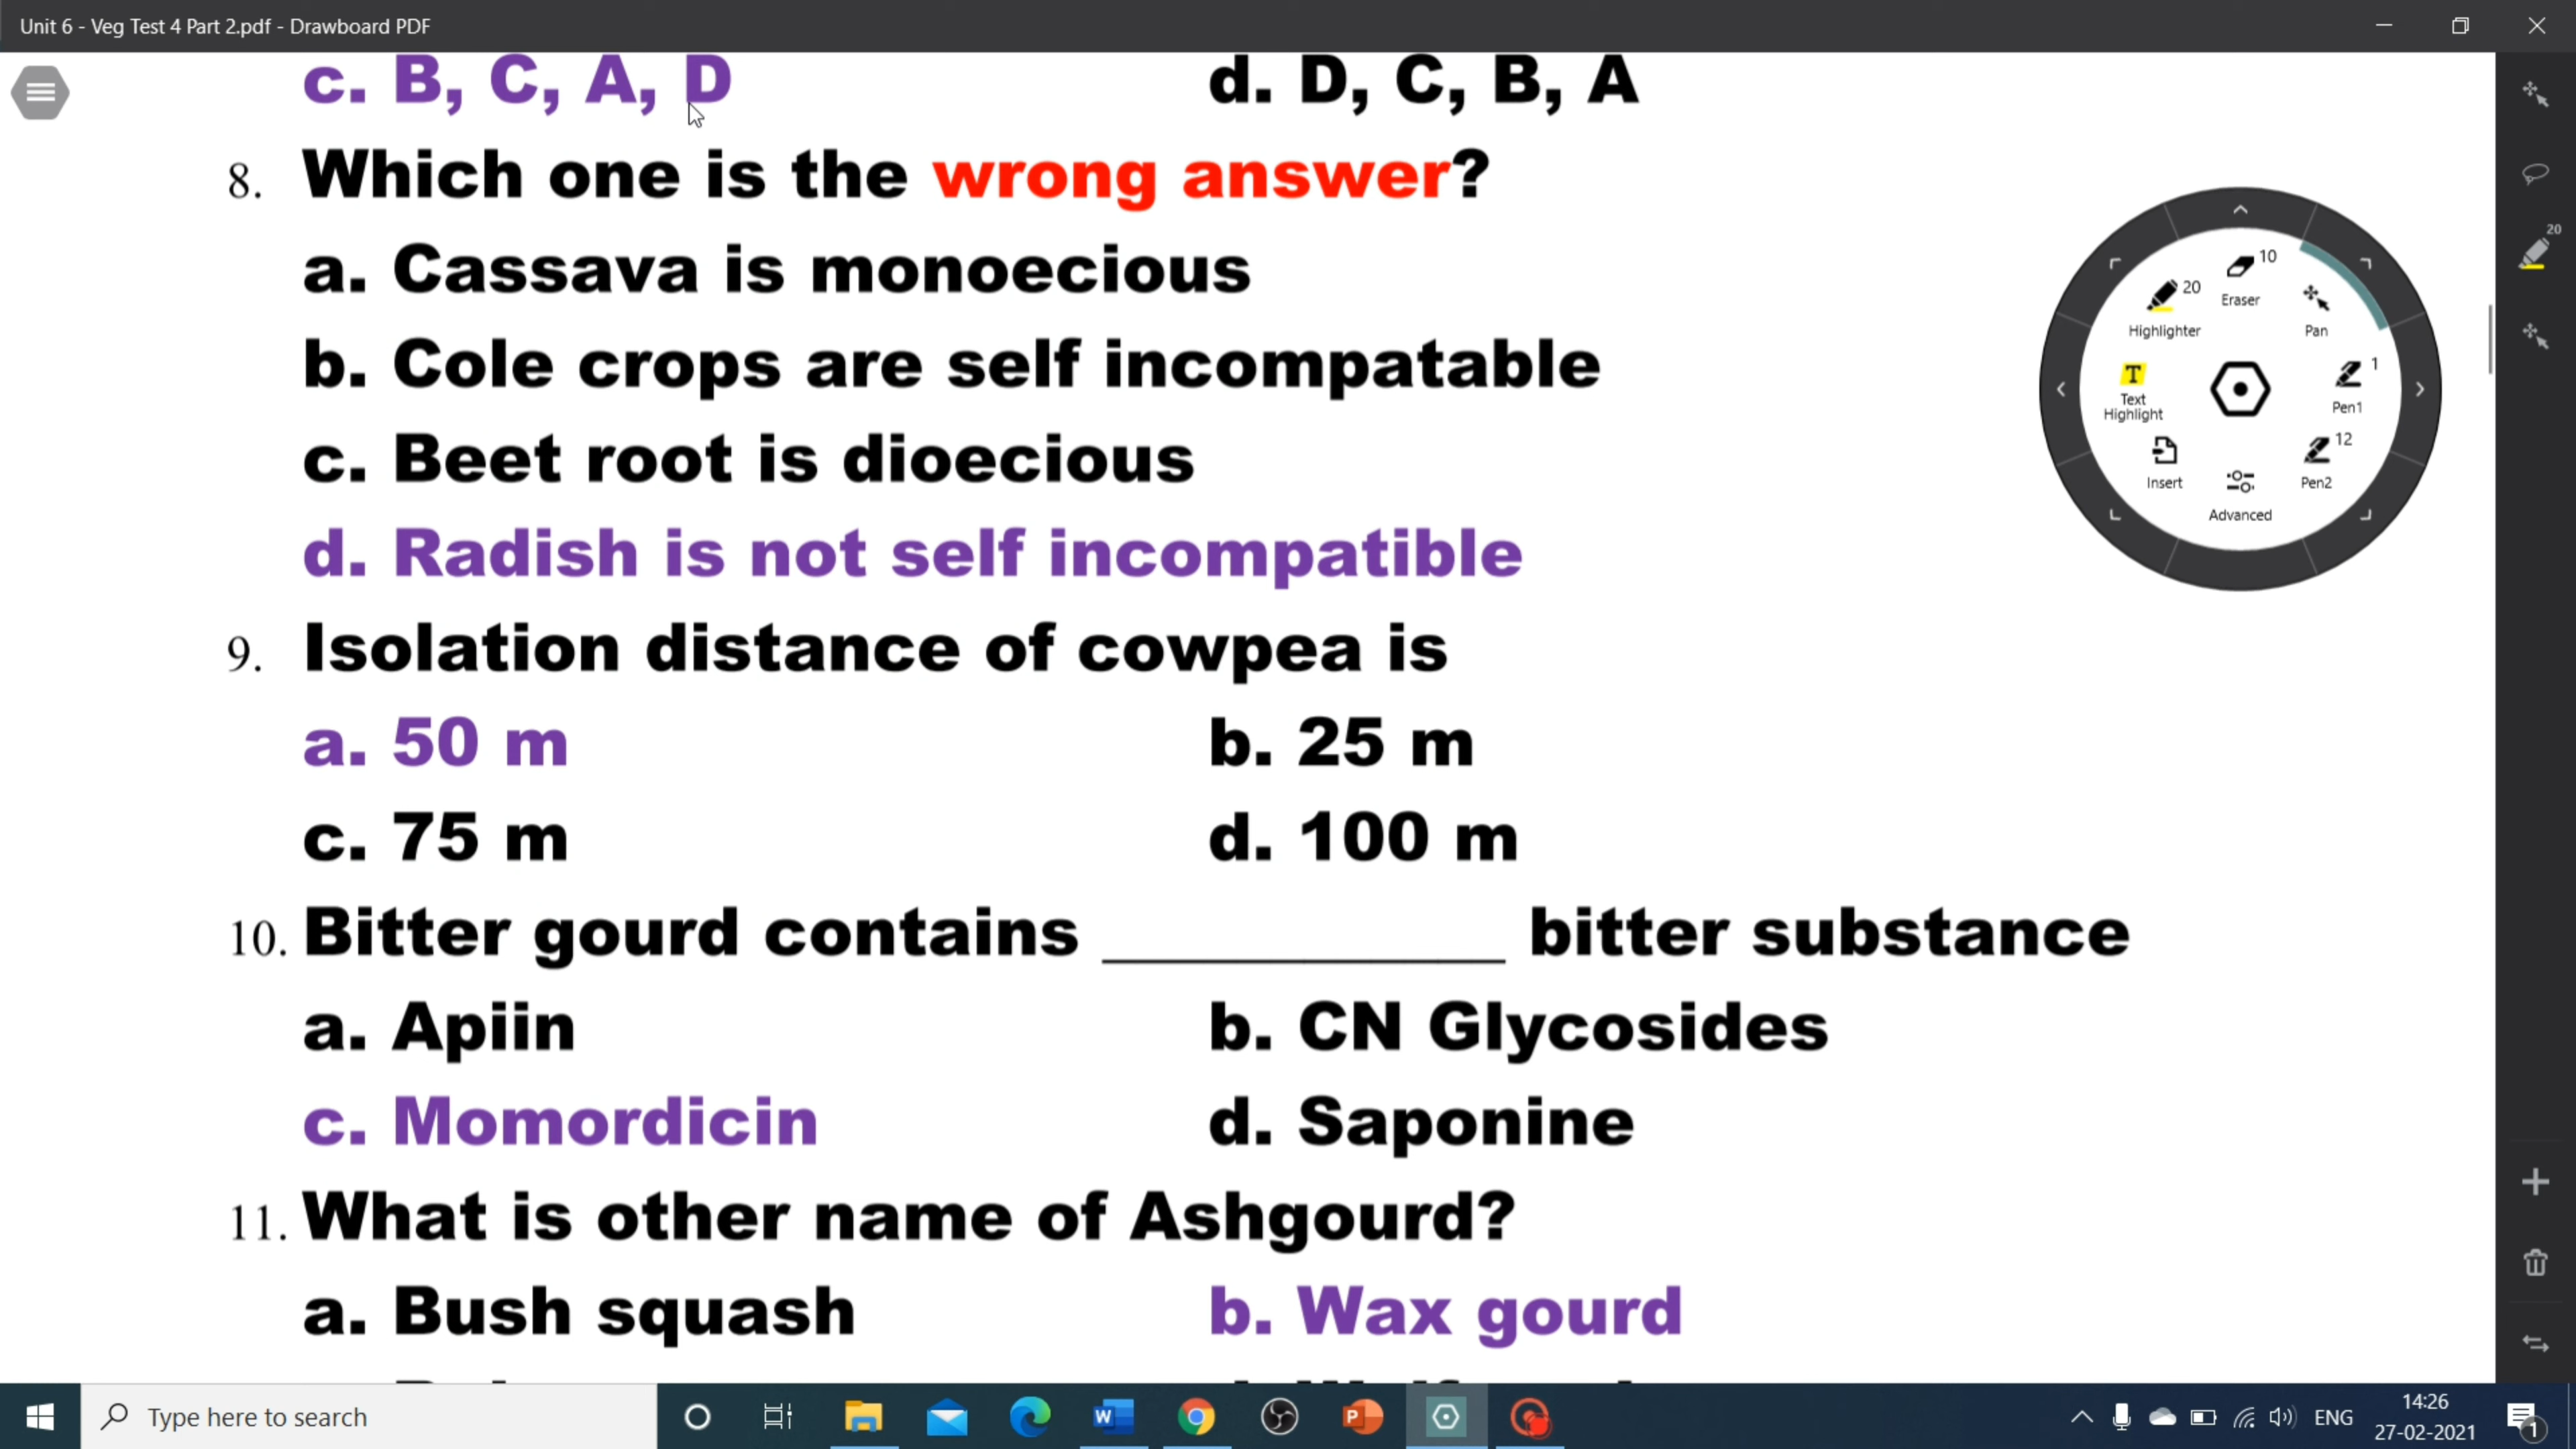 Unit 6 - Veg Test 4 Part 2.pdf - Drawboard PDF
c. B, C, A, D d. D, C, B, A
8. Which one is the wrong answer?
a. Cassava is monoecious
b. Cole crops are self incompatable
c. Beet root is dioecious
d. Radish is not self incompatible
9. Isolation distance of cowpea is
a. 50 m b. 25 m
c. 75 m d. 100 m
10. Bitter gourd contains ____________ bitter substance
a. Apiin b. CN Glycosides
c. Momordicin d. Saponine
11. What is other name of Ashgourd?
a. Bush squash b. Wax gourd
20
10
Eraser
20
Highlighter
Pan
T
Text
Highlight
1
Pen1
Insert
12
Pen2
Advanced
Type here to search
W
P
ENG
14:26
27-02-2021
1